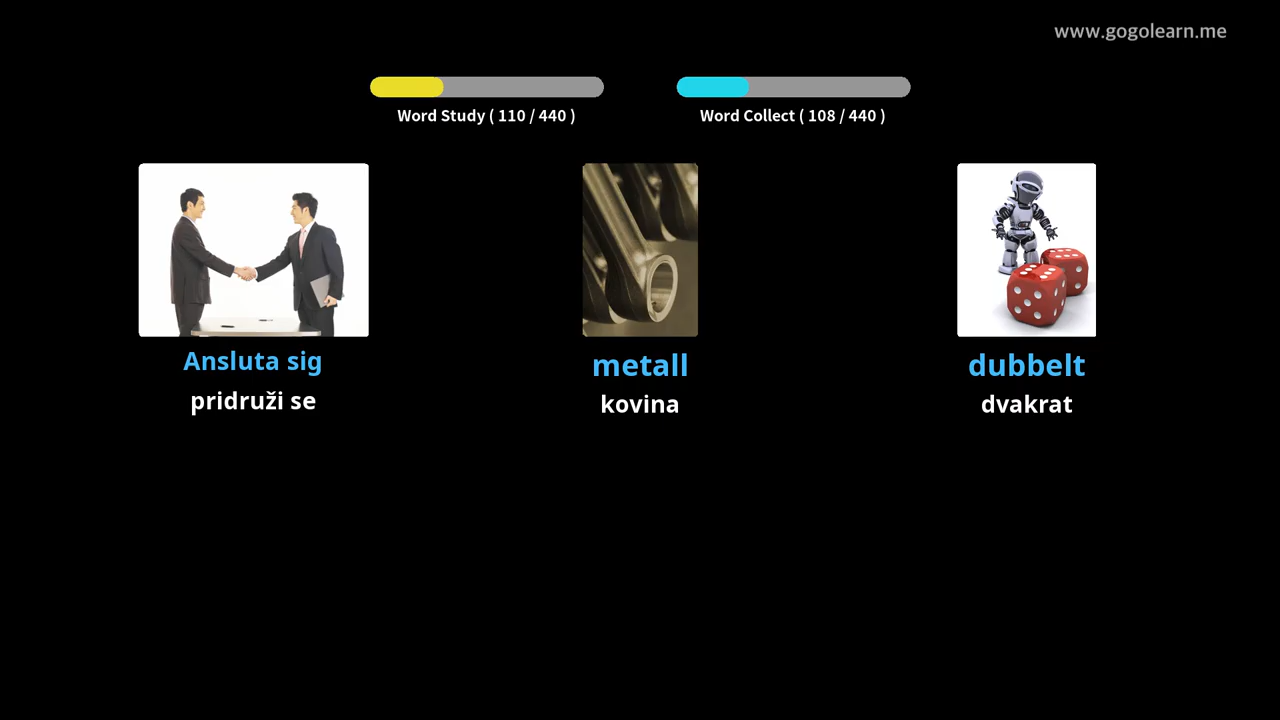 www.gogolearn.me
Word Study ( 110 / 440 )
Word Collect ( 108 / 440 )
Ansluta sig
pridruži se
metall
kovina
dubbelt
dvakrat